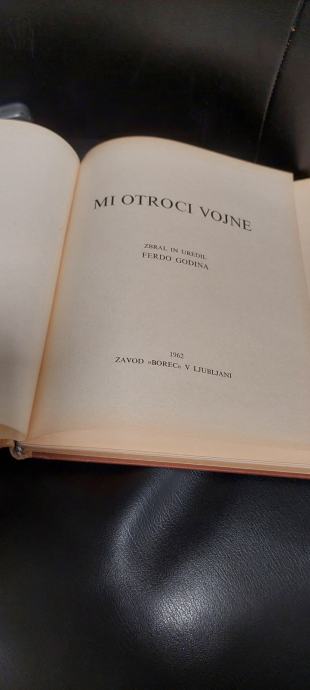 MI OTROCI VOJNE
ZBRAL IN UREDIL
FERDO GODINA
1962
ZAVOD »BOREC« V LJUBLJANI